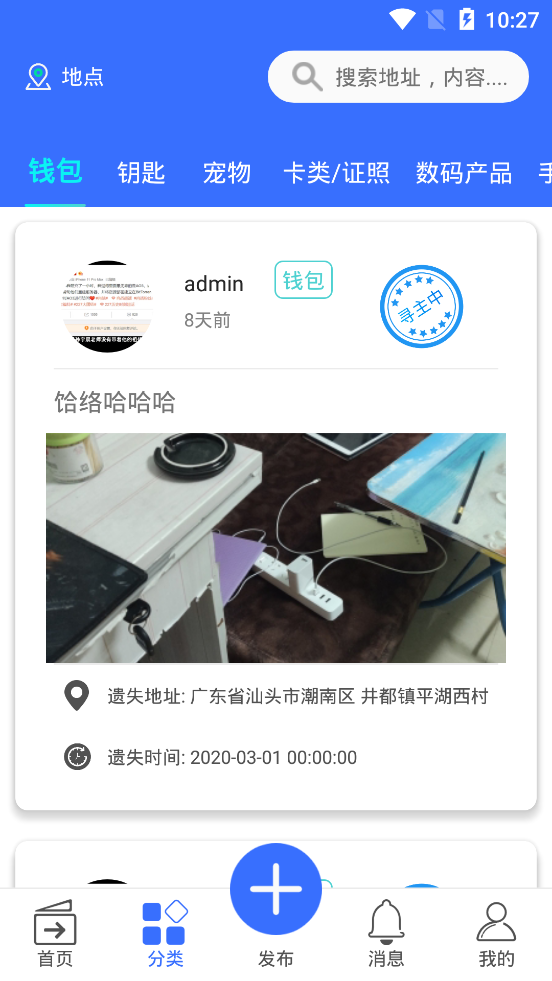 10:27
地点
搜索地址，内容....
钱包 钥匙 宠物 卡类/证照 数码产品 手
admin
钱包
8天前
寻主中
饸络哈哈哈
遗失地址: 广东省汕头市潮南区 井都镇平湖西村
遗失时间: 2020-03-01 00:00:00
首页 分类 发布 消息 我的